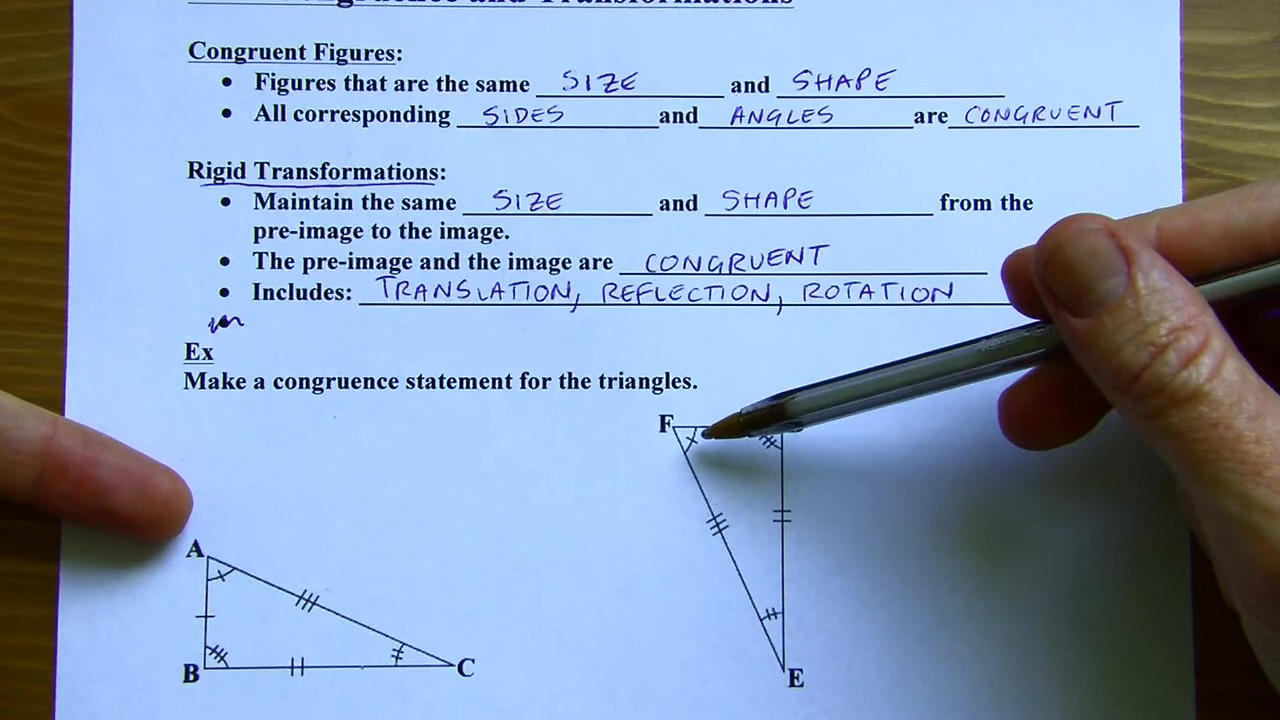 and Transformations
Congruent Figures:
• Figures that are the same SIZE and SHAPE
• All corresponding SIDES and ANGLES are CONGRUENT
Rigid Transformations:
• Maintain the same SIZE and SHAPE from the
pre-image to the image.
• The pre-image and the image are CONGRUENT
• Includes: TRANSLATION, REFLECTION, ROTATION
Ex
Make a congruence statement for the triangles.
F
A
B
C
E